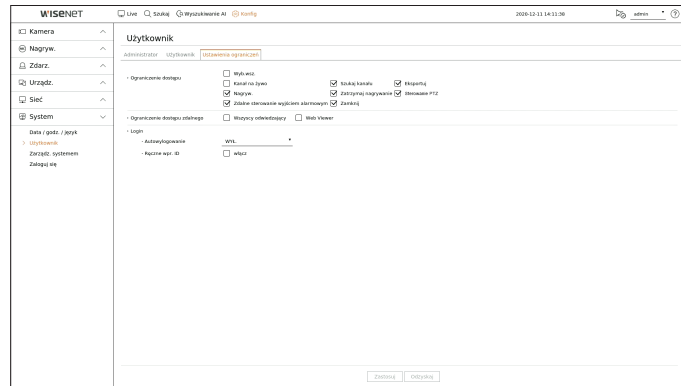 WISENET
Live Szukaj Wyszukiwanie AI Konfig
2020-12-11 14:11:38
admin
?
Kamera
Nagryw.
Zdarz.
Urządz.
Sieć
System
Data / godz. / język
Użytkownik
Zarządz. systemem
Zaloguj się
Użytkownik
Administrator Użytkownik Ustawienia ograniczeń
Ograniczenie dostępu
Wyb.wsz.
Kanał na żywo Szukaj kanału Eksportuj
Nagryw. Zatrzymaj nagrywanie Sterowanie PTZ
Zdalne sterowanie wyjściem alarmowym Zamknij
Ograniczenie dostępu zdalnego Wszyscy odwiedzający Web Viewer
Login
- Autowylogowanie WYŁ.
- Ręczne wpr. ID włącz
Zastosuj Odzyskaj